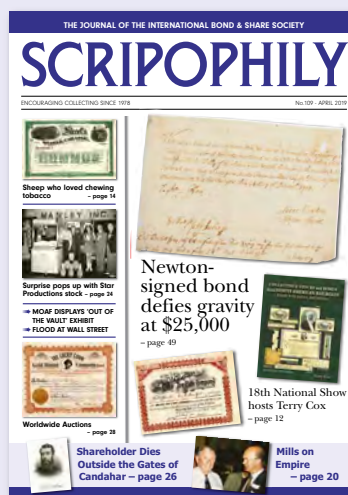 THE JOURNAL OF THE INTERNATIONAL BOND & SHARE SOCIETY
SCRIPOPHILY
ENCOURAGING COLLECTING SINCE 1978
No.109 - APRIL 2019
Sheep who loved chewing
tobacco – page 14
Surprise pops up with Star
Productions stock – page 24
MOAF DISPLAYS 'OUT OF
THE VAULT' EXHIBIT
FLOOD AT WALL STREET
Worldwide Auctions
– page 28
Newton-
signed bond
defies gravity
at $25,000
– page 49
18th National Show
hosts Terry Cox
– page 12
Shareholder Dies
Outside the Gates of
Candahar – page 26
Mills on
Empire
– page 20